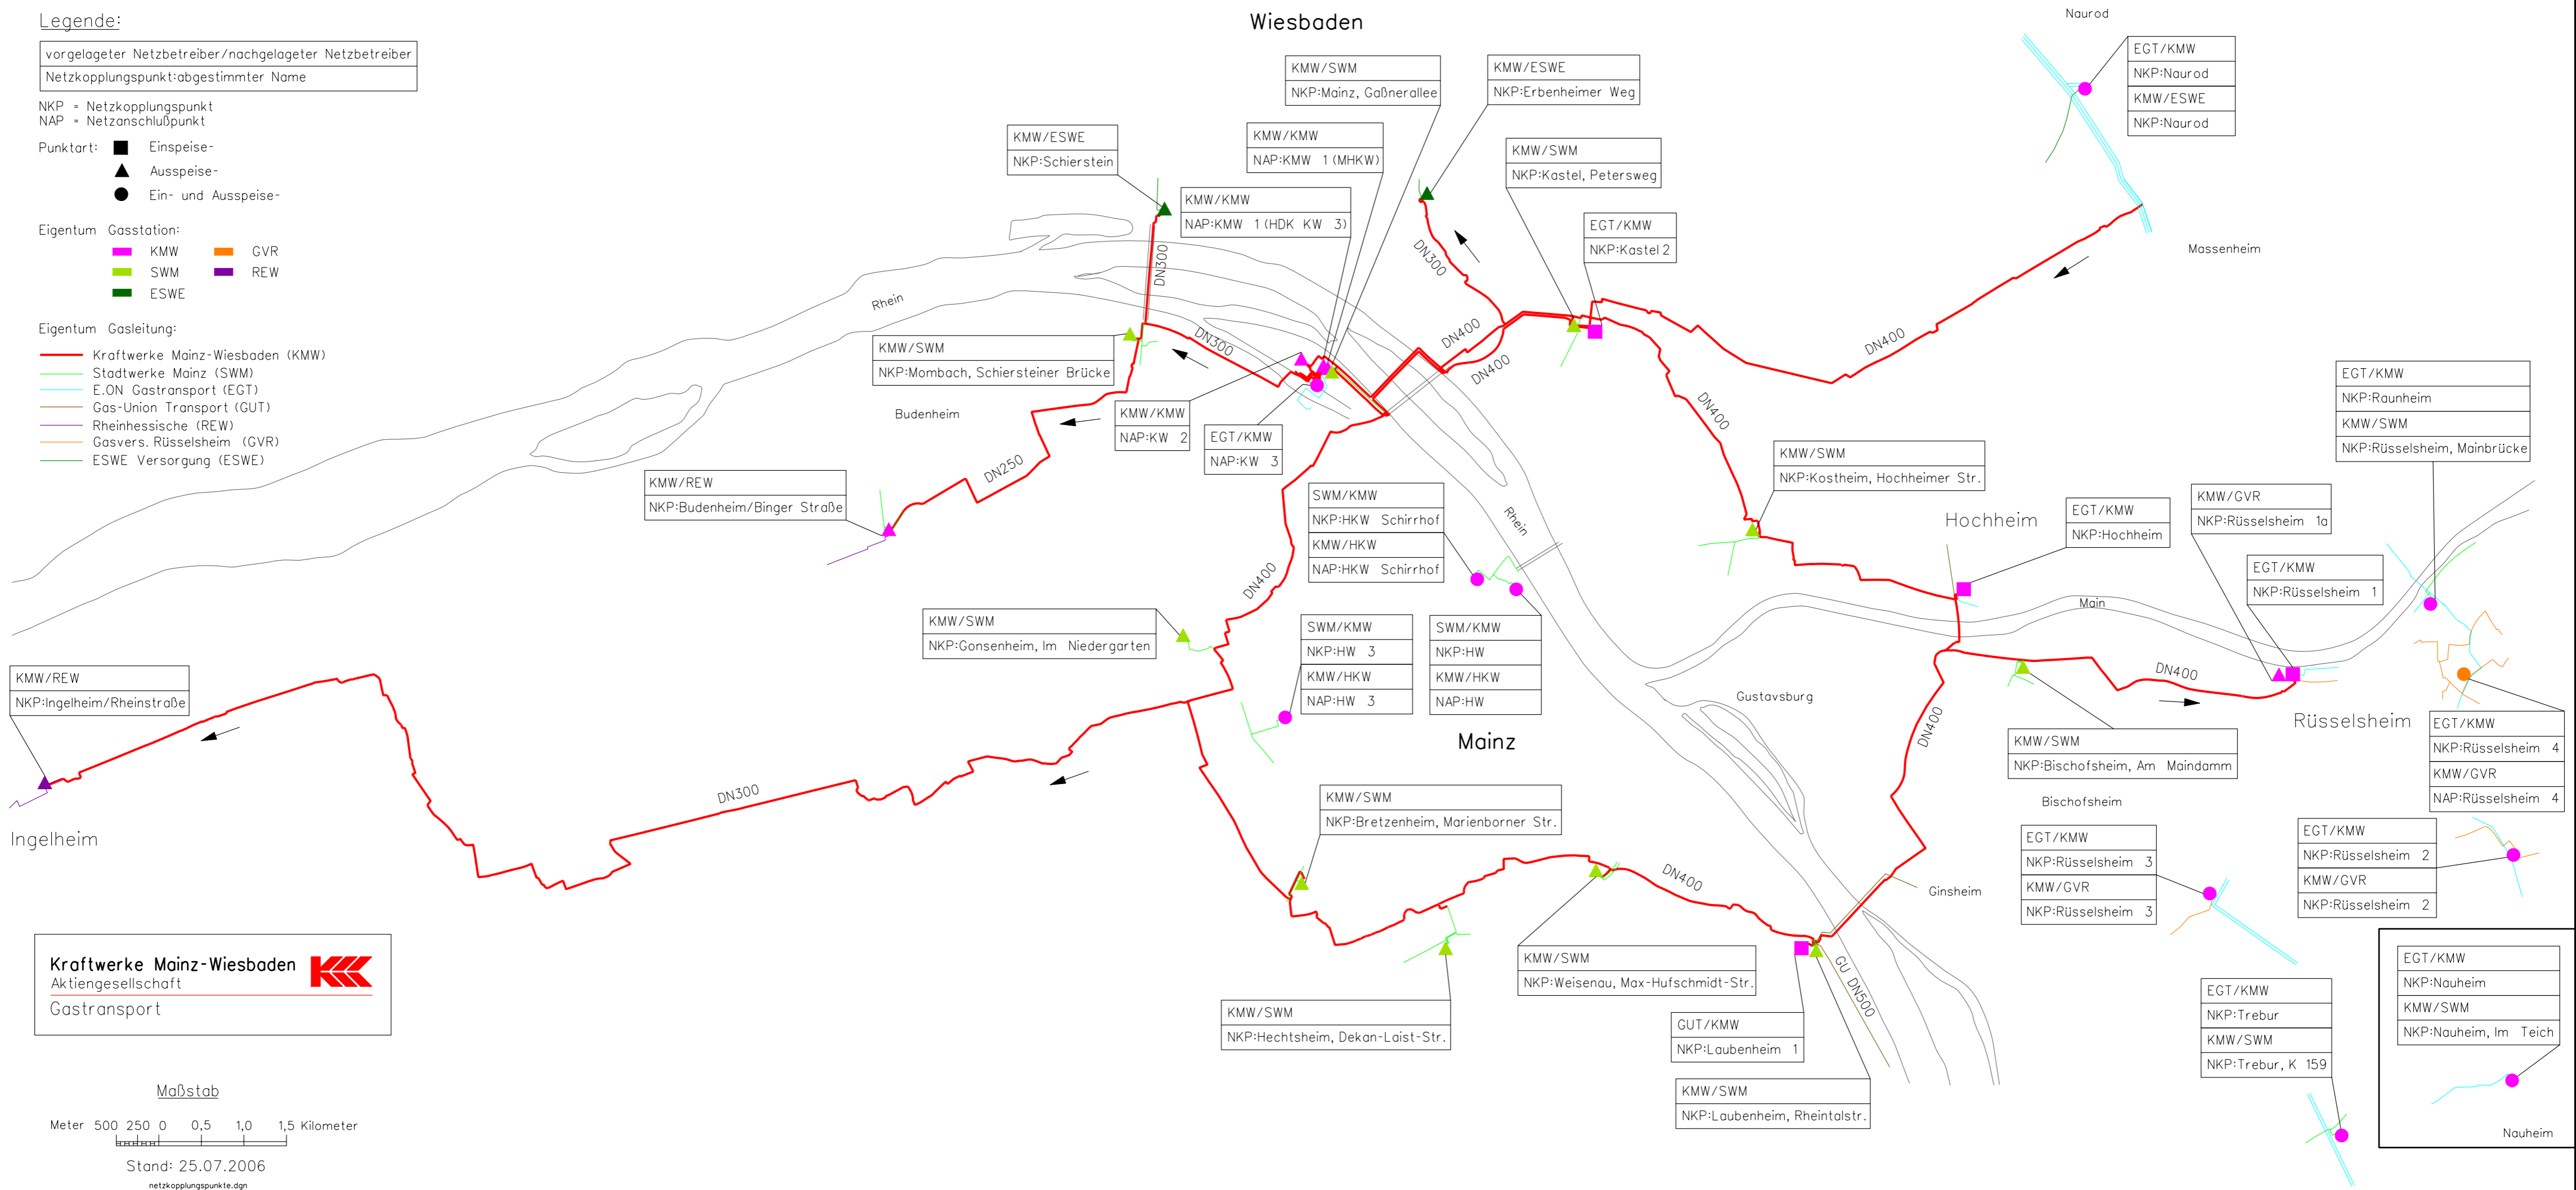 Legende:
vorgelageter Netzbetreiber/nachgelageter Netzbetreiber
Netzkopplungspunkt:abgestimmter Name
NKP = Netzkopplungspunkt
NAP = Netzanschlußpunkt
Punktart:
Einspeise-
Ausspeise-
Ein- und Ausspeise-
Eigentum Gasstation:
KMW
GVR
SWM
REW
ESWE
Eigentum Gasleitung:
Kraftwerke Mainz-Wiesbaden (KMW)
Stadtwerke Mainz (SWM)
E.ON Gastransport (EGT)
Gas-Union Transport (GUT)
Rheinhessische (REW)
Gasvers. Rüsselsheim (GVR)
ESWE Versorgung (ESWE)
Wiesbaden
Naurod
EGT/KMW
NKP:Naurod
KMW/ESWE
NKP:Naurod
KMW/SWM
NKP:Mainz, Gaßnerallee
KMW/ESWE
NKP:Erbenheimer Weg
KMW/ESWE
NKP:Schierstein
KMW/KMW
NAP:KMW 1 (MHKW)
KMW/SWM
NKP:Kastel, Petersweg
KMW/KMW
NAP:KMW 1 (HDK KW 3)
EGT/KMW
NKP:Kastel 2
DN300
DN300
Massenheim
Rhein
DN300
DN400
DN400
DN400
KMW/SWM
NKP:Mombach, Schiersteiner Brücke
Budenheim
KMW/KMW
NAP:KW 2
EGT/KMW
NAP:KW 3
DN400
EGT/KMW
NKP:Raunheim
KMW/SWM
NKP:Rüsselsheim, Mainbrücke
DN250
KMW/REW
NKP:Budenheim/Binger Straße
KMW/SWM
NKP:Kostheim, Hochheimer Str.
SWM/KMW
NKP:HKW Schirrhof
KMW/HKW
NAP:HKW Schirrhof
Rhein
Hochheim
EGT/KMW
NKP:Hochheim
KMW/GVR
NKP:Rüsselsheim 1a
EGT/KMW
NKP:Rüsselsheim 1
DN400
Main
KMW/SWM
NKP:Gonsenheim, Im Niedergarten
SWM/KMW
NKP:HW 3
KMW/HKW
NAP:HW 3
SWM/KMW
NKP:HW
KMW/HKW
NAP:HW
KMW/REW
NKP:Ingelheim/Rheinstraße
DN400
Gustavsburg
DN400
Rüsselsheim
Mainz
KMW/SWM
NKP:Bischofsheim, Am Maindamm
EGT/KMW
NKP:Rüsselsheim 4
KMW/GVR
NAP:Rüsselsheim 4
DN300
Bischofsheim
KMW/SWM
NKP:Bretzenheim, Marienborner Str.
Ingelheim
EGT/KMW
NKP:Rüsselsheim 3
KMW/GVR
NKP:Rüsselsheim 3
EGT/KMW
NKP:Rüsselsheim 2
KMW/GVR
NKP:Rüsselsheim 2
DN400
Ginsheim
Kraftwerke Mainz-Wiesbaden
Aktiengesellschaft
Gastransport
KMW/SWM
NKP:Weisenau, Max-Hufschmidt-Str.
GU DN500
KMW/SWM
NKP:Hechtsheim, Dekan-Laist-Str.
GUT/KMW
NKP:Laubenheim 1
KMW/SWM
NKP:Laubenheim, Rheintalstr.
EGT/KMW
NKP:Trebur
KMW/SWM
NKP:Trebur, K 159
EGT/KMW
NKP:Nauheim
KMW/SWM
NKP:Nauheim, Im Teich
Nauheim
Maßstab
Meter 500 250 0 0,5 1,0 1,5 Kilometer
Stand: 25.07.2006
netzkopplungspunkte.dgn